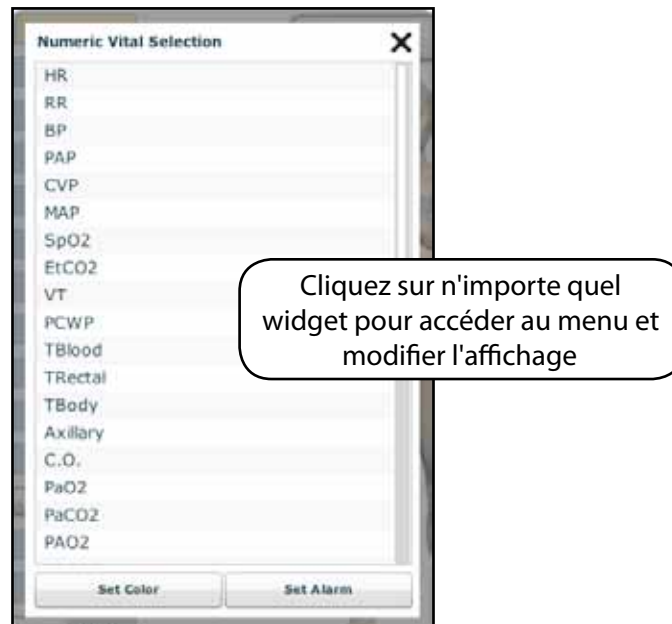 Numeric Vital Selection
HR
RR
BP
PAP
CVP
MAP
SpO2
EtCO2
VT
PCWP
TBlood
TRectal
TBody
Axillary
C.O.
PaO2
PaCO2
PAO2
Set Color
Set Alarm
Cliquez sur n'importe quel
widget pour accéder au menu et
modifier l'affichage